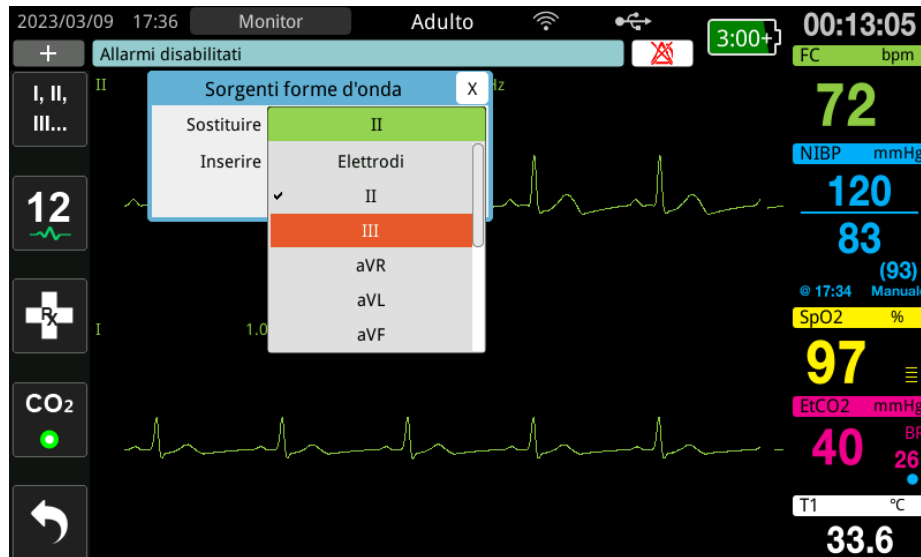 2023/03/09 17:36 Monitor Adulto 3:00+ 00:13:05
+ Allarmi disabilitati FC bpm
I, II,
III...
II Sorgenti forme d'onda X Hz
72
Sostituire II
Inserire Elettrodi
NIBP mmHg
12
II
120
III
83
aVR
(93)
@ 17:34 Manuale
aVL
Rx
SpO2 %
I 1.0 aVF
97
CO2
EtCO2 mmHg
40
26
T1 °C
33.6